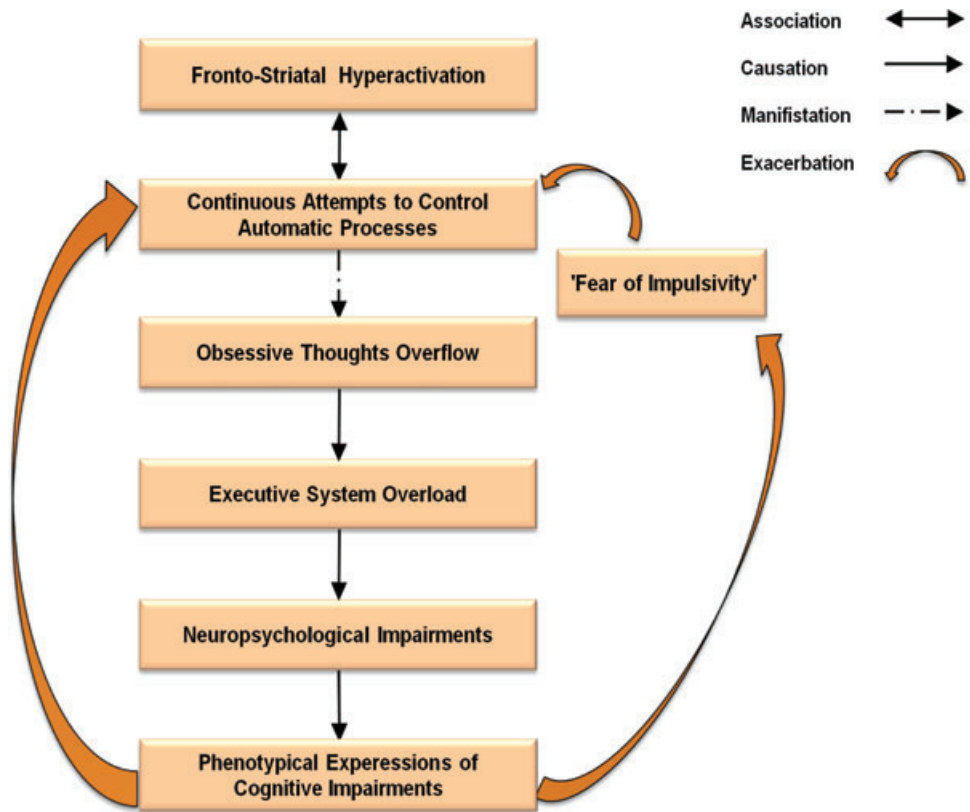 Association
Fronto-Striatal Hyperactivation
Causation
Manifistation
Exacerbation
Continuous Attempts to Control
Automatic Processes
'Fear of Impulsivity'
Obsessive Thoughts Overflow
Executive System Overload
Neuropsychological Impairments
Phenotypical Experessions of
Cognitive Impairments